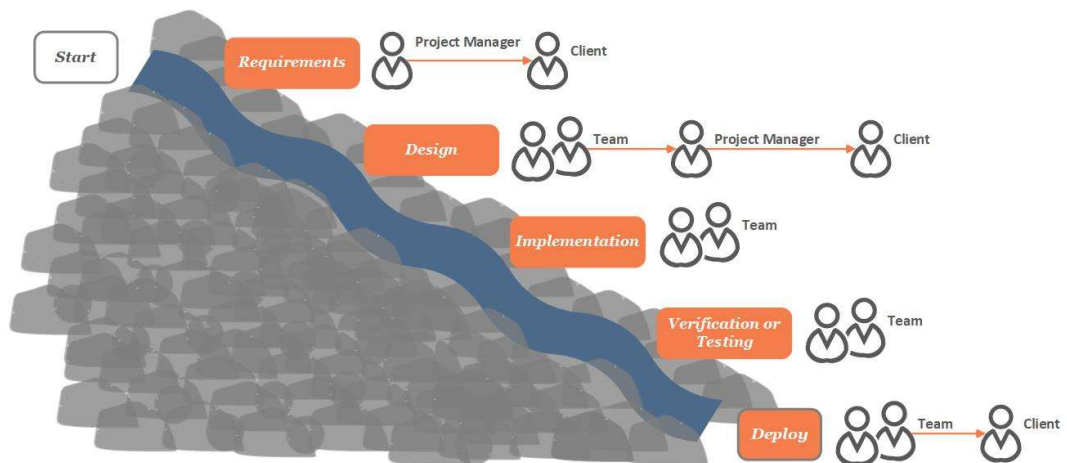 Start
Requirements
Project Manager
Client
Design
Team
Project Manager
Client
Implementation
Team
Verification or
Testing
Team
Deploy
Team
Client